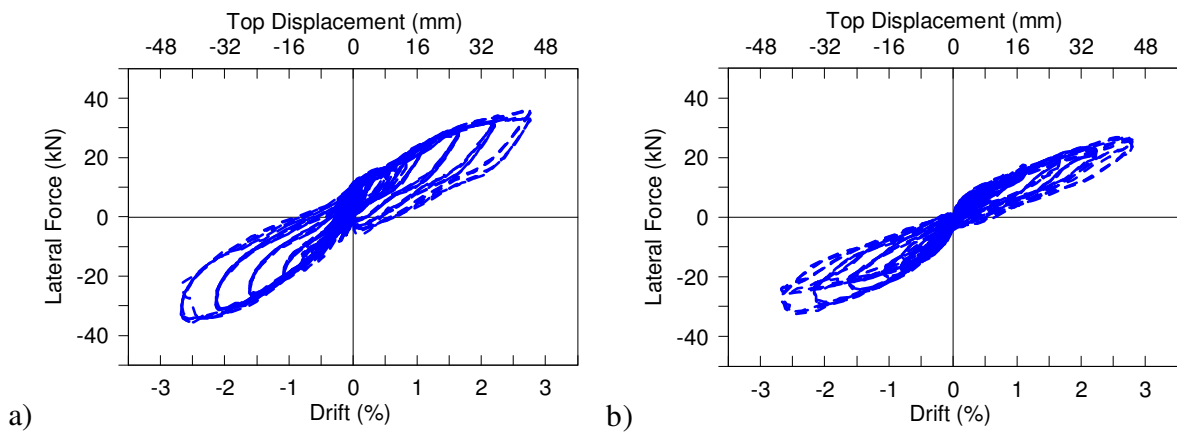 Top Displacement (mm)
-48 -32 -16 0 16 32 48
40
20
0
-20
-40
Lateral Force (kN)
-3 -2 -1 0 1 2 3
Drift (%)
a)
Top Displacement (mm)
-48 -32 -16 0 16 32 48
40
20
0
-20
-40
Lateral Force (kN)
-3 -2 -1 0 1 2 3
Drift (%)
b)